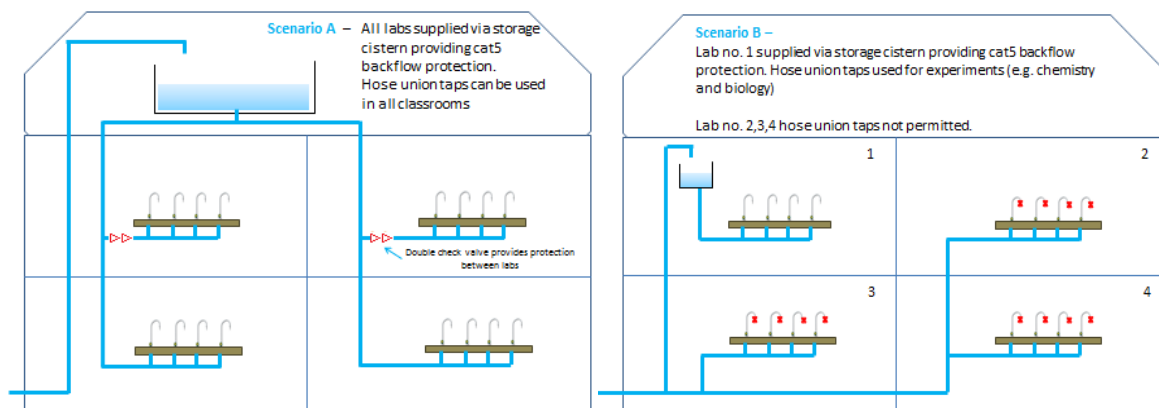 Scenario A – All labs supplied via storage
cistern providing cat5
backflow protection.
Hose union taps can be used
in all classrooms
Double check valve provides protection
between labs
Scenario B –
Lab no. 1 supplied via storage cistern providing cat5 backflow
protection. Hose union taps used for experiments (e.g. chemistry
and biology)
Lab no. 2,3,4 hose union taps not permitted.
1
2
3
4